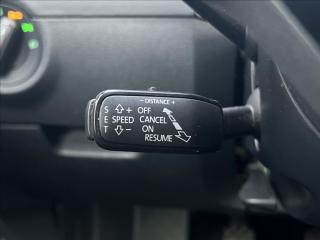 - DISTANCE +
S + OFF
E SPEED CANCEL
T - ON
RESUME